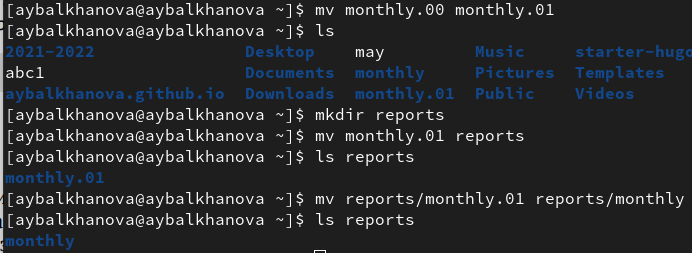 [aybalkhanova@aybalkhanova ~]$ mv monthly.00 monthly.01
[aybalkhanova@aybalkhanova ~]$ ls
2021-2022 Desktop may Music starter-hugo
abc1 Documents monthly Pictures Templates
aybalkhanova.github.io Downloads monthly.01 Public Videos
[aybalkhanova@aybalkhanova ~]$ mkdir reports
[aybalkhanova@aybalkhanova ~]$ mv monthly.01 reports
[aybalkhanova@aybalkhanova ~]$ ls reports
monthly.01
[aybalkhanova@aybalkhanova ~]$ mv reports/monthly.01 reports/monthly
[aybalkhanova@aybalkhanova ~]$ ls reports
monthly